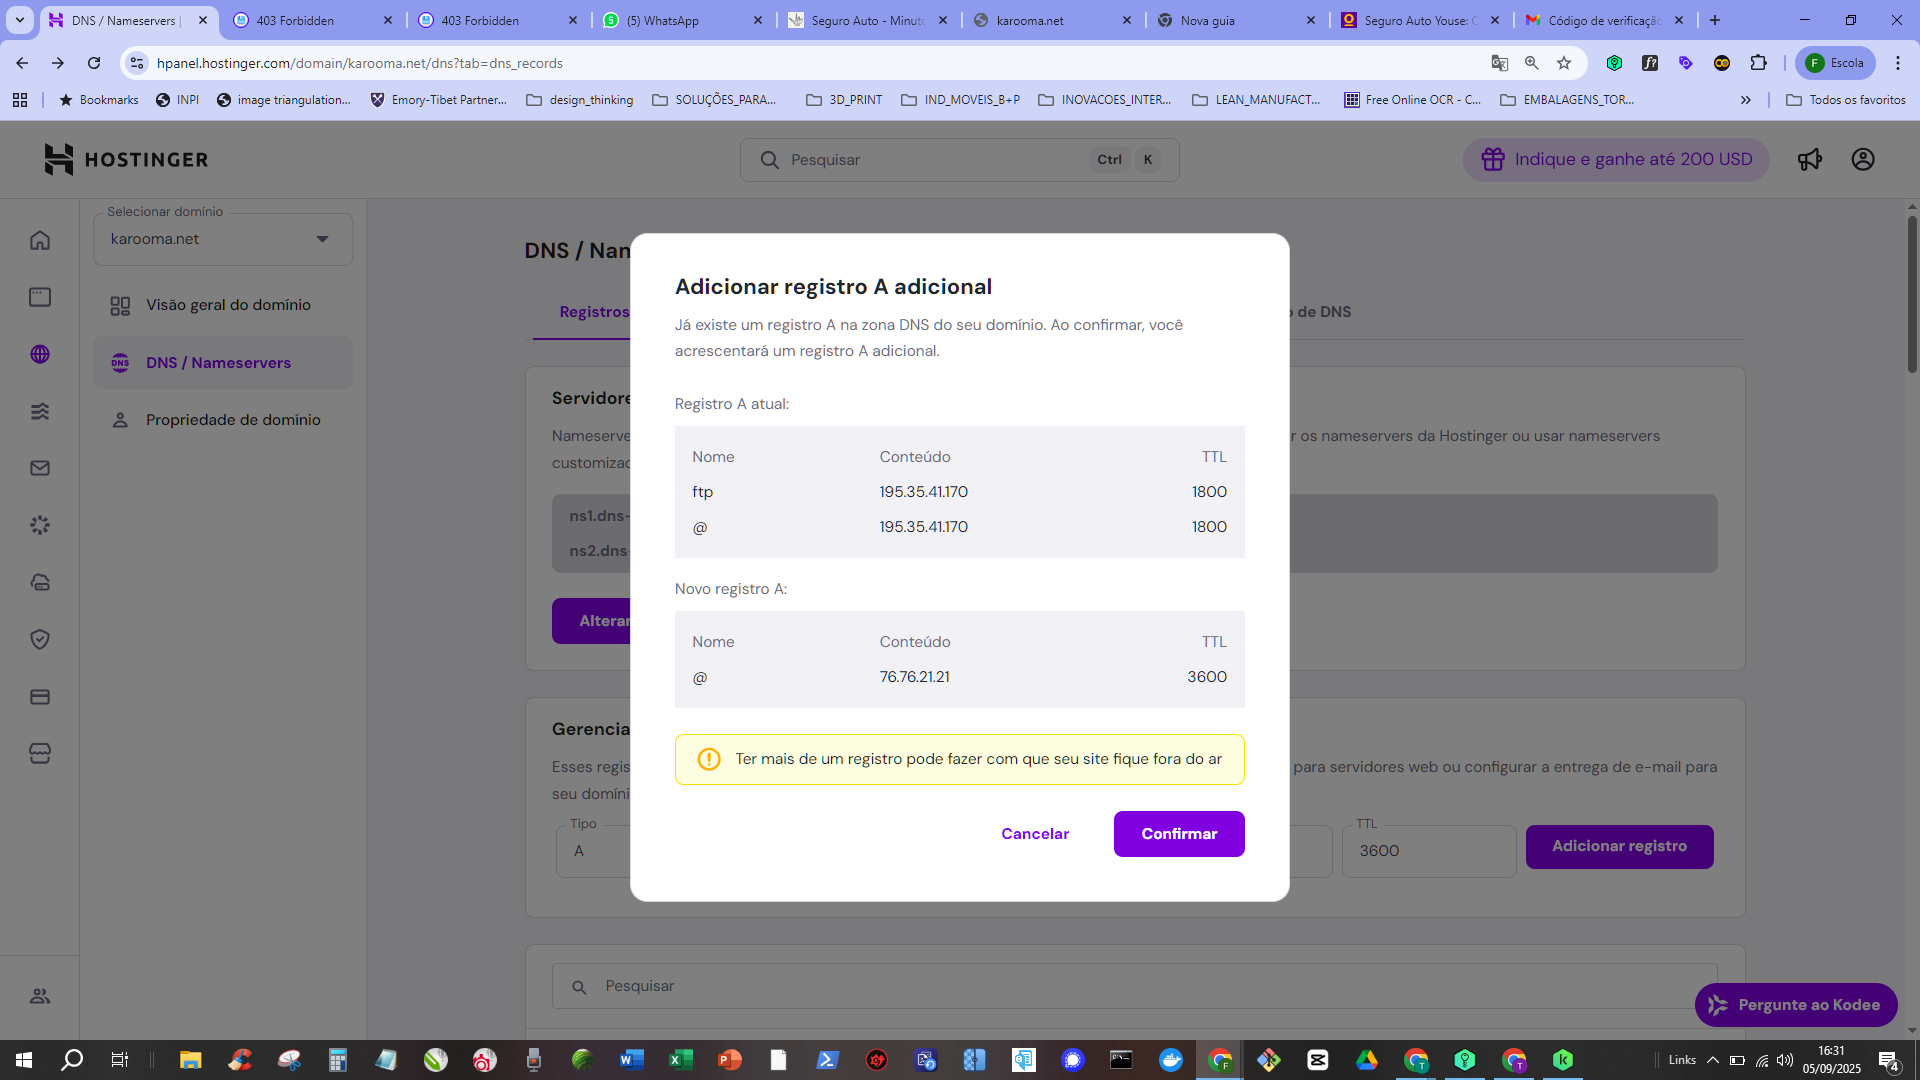 DNS / Nameservers |
403 Forbidden
403 Forbidden
(5) WhatsApp
Seguro Auto - Minuto
karooma.net
Nova guia
Seguro Auto Youse: C
Código de verificação
hpanel.hostinger.com/domain/karooma.net/dns?tab=dns_records
Escola
Bookmarks
INPI
image triangulation...
Emory-Tibet Partner...
design_thinking
SOLUÇÕES_PARA...
3D_PRINT
IND_MOVEIS_B+P
INOVACOES_INTER...
LEAN_MANUFACT...
Free Online OCR - C...
EMBALAGENS_TOR...
Todos os favoritos
HOSTINGER
Pesquisar
Ctrl
K
Indique e ganhe até 200 USD
Selecionar domínio
karooma.net
Visão geral do domínio
DNS / Nameservers
Propriedade de domínio
DNS / Nan
Registros
o de DNS
Servidore
Nameserve
r os nameservers da Hostinger ou usar nameservers
customizad
ns1.dns-
ns2.dns-
Alterar
Gerencia
Esses regis
para servidores web ou configurar a entrega de e-mail para
seu domíni
Tipo
A
TTL
3600
Adicionar registro
Pesquisar
Adicionar registro A adicional
Já existe um registro A na zona DNS do seu domínio. Ao confirmar, você
acrescentará um registro A adicional.
Registro A atual:
Nome Conteúdo TTL
ftp 195.35.41.170 1800
@ 195.35.41.170 1800
Novo registro A:
Nome Conteúdo TTL
@ 76.76.21.21 3600
Ter mais de um registro pode fazer com que seu site fique fora do ar
Cancelar
Confirmar
Pergunte ao Kodee
Links
16:31
05/09/2025
4